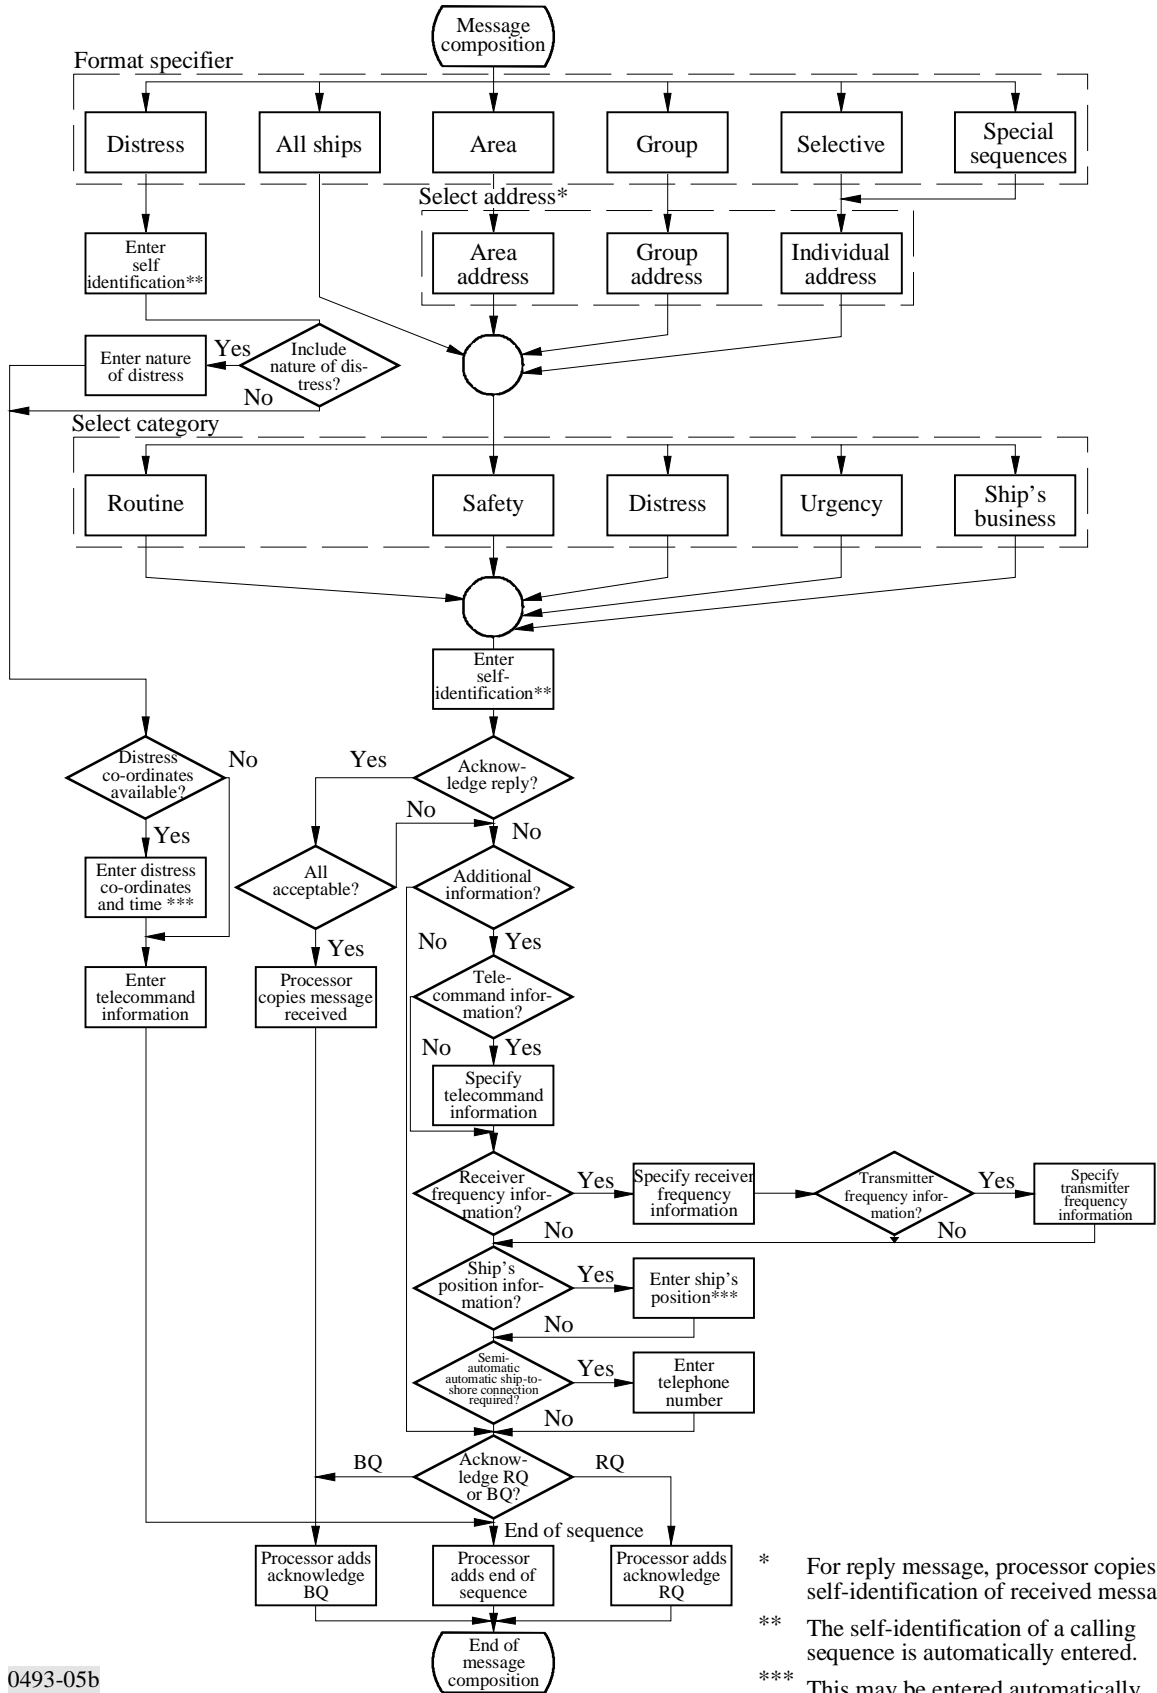 Message
composition
Format specifier
Distress
All ships
Area
Group
Selective
Special
sequences
Select address*
Enter
self
identification**
Area
address
Group
address
Individual
address
Include
nature of dis-
tress?
Yes
Enter nature
of distress
No
Select category
Routine
Safety
Distress
Urgency
Ship's
business
Enter
self-
identification**
Distress
co-ordinates
available?
No
Yes
Acknow-
ledge reply?
Yes
No
No
Enter distress
co-ordinates
and time ***
All
acceptable?
Additional
information?
Yes
No
Yes
Enter
telecommand
information
Processor
copies message
received
Tele-
command infor-
mation?
No
Yes
Specify
telecommand
information
Receiver
frequency infor-
mation?
Yes
Specify receiver
frequency
information
Transmitter
frequency infor-
mation?
Yes
Specify
transmitter
frequency
information
No
No
Ship's
position infor-
mation?
Yes
Enter ship's
position***
No
Semi-
automatic
automatic ship-to-
shore connection
required?
Yes
Enter
telephone
number
No
BQ
Acknow-
ledge RQ
or BQ?
RQ
End of sequence
Processor adds
acknowledge
BQ
Processor
adds end of
sequence
Processor adds
acknowledge
RQ
End of
message
composition
* For reply message, processor copies
self-identification of received messa
** The self-identification of a calling
sequence is automatically entered.
*** This may be entered automatically
0493-05b